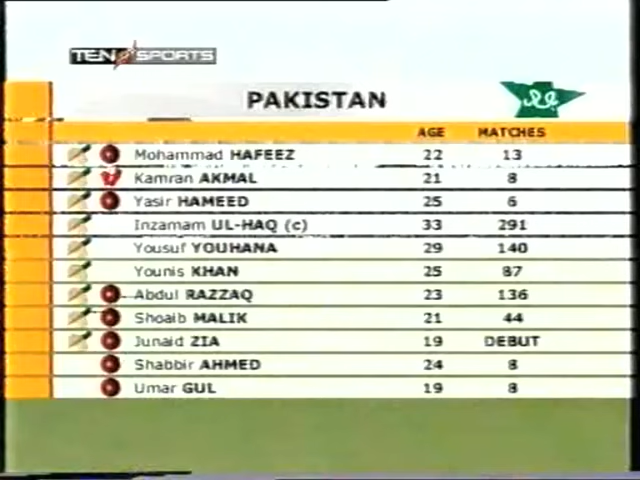 TEN SPORTS
PAKISTAN
AGE MATCHES
Mohammad HAFEEZ 22 13
Kamran AKMAL 21 8
Yasir HAMEED 25 6
Inzamam UL-HAQ (c) 33 291
Yousuf YOUHANA 29 140
Younis KHAN 25 87
Abdul RAZZAQ 23 136
Shoaib MALIK 21 44
Junaid ZIA 19 DEBUT
Shabbir AHMED 24 8
Umar GUL 19 8